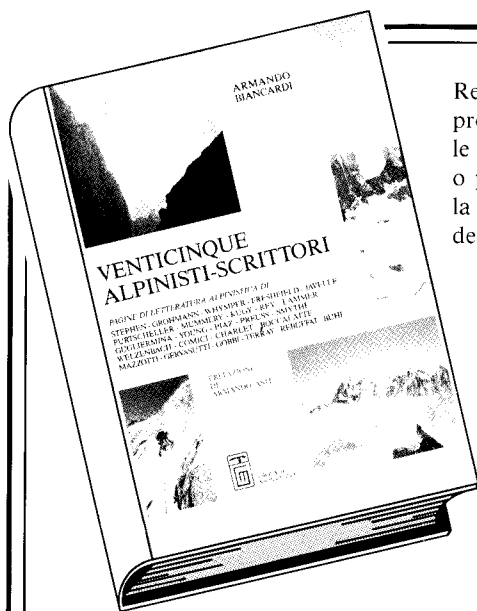 ARMANDO
BIANCARDI
VENTICINQUE
ALPINISTI-SCRITTORI
PAGINE DI LETTERATURA ALPINISTICA DI
STEPHEN - GROHMANN - WHYMPER - FRESHFIELD - JAVELLE
PURTSCHELLER - MUMMERY - KUGY - REY - LAMMER
GUGLIERMINA - YOUNG - PIAZ - PREUSS - SMYTHE
WELZENBACH - COMICI - CHARLET - BOCCALATTE
MAZZOTTI - GERVASUTTI - GOBBI - TERRAY - REBUFFAT - BUHL
DI
Re
pro
le
o
la
de